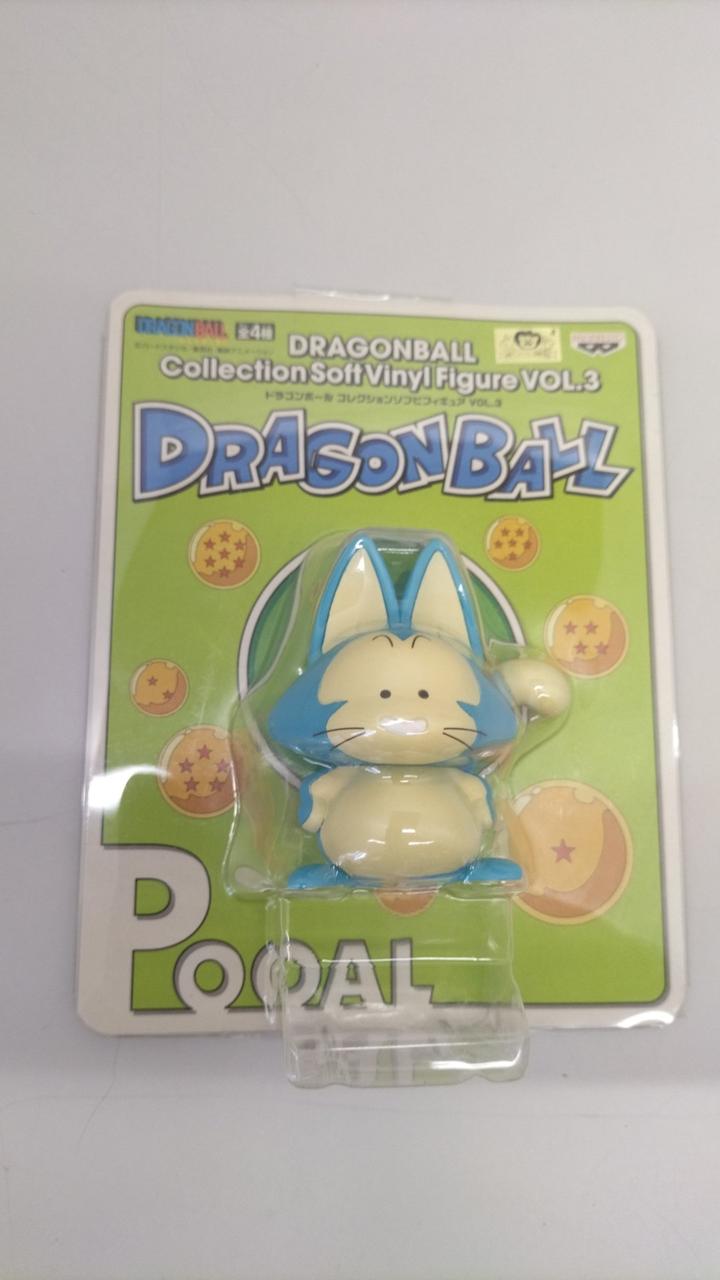 DRAGONBALL 全4種
DRAGONBALL
Collection Soft Vinyl Figure VOL.3
ドラゴンボール コレクションソフビフィギュア VOL.3
DRAGONBALL
POOAL